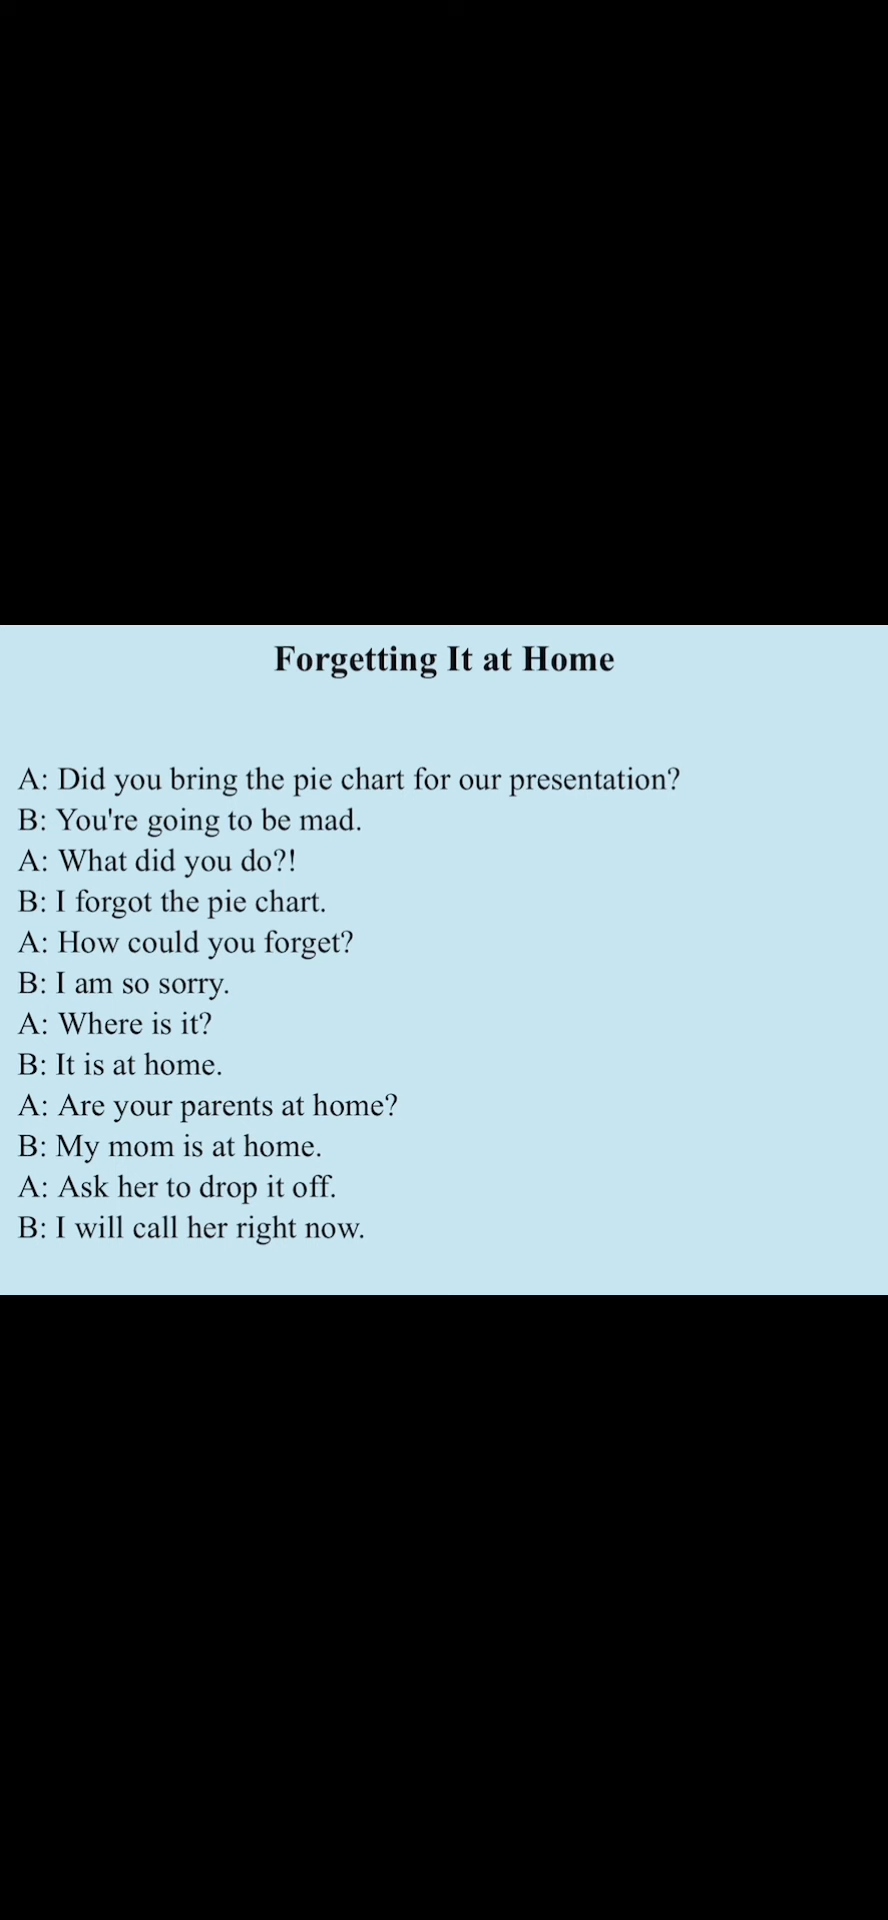 Forgetting It at Home
A: Did you bring the pie chart for our presentation?
B: You're going to be mad.
A: What did you do?!
B: I forgot the pie chart.
A: How could you forget?
B: I am so sorry.
A: Where is it?
B: It is at home.
A: Are your parents at home?
B: My mom is at home.
A: Ask her to drop it off.
B: I will call her right now.